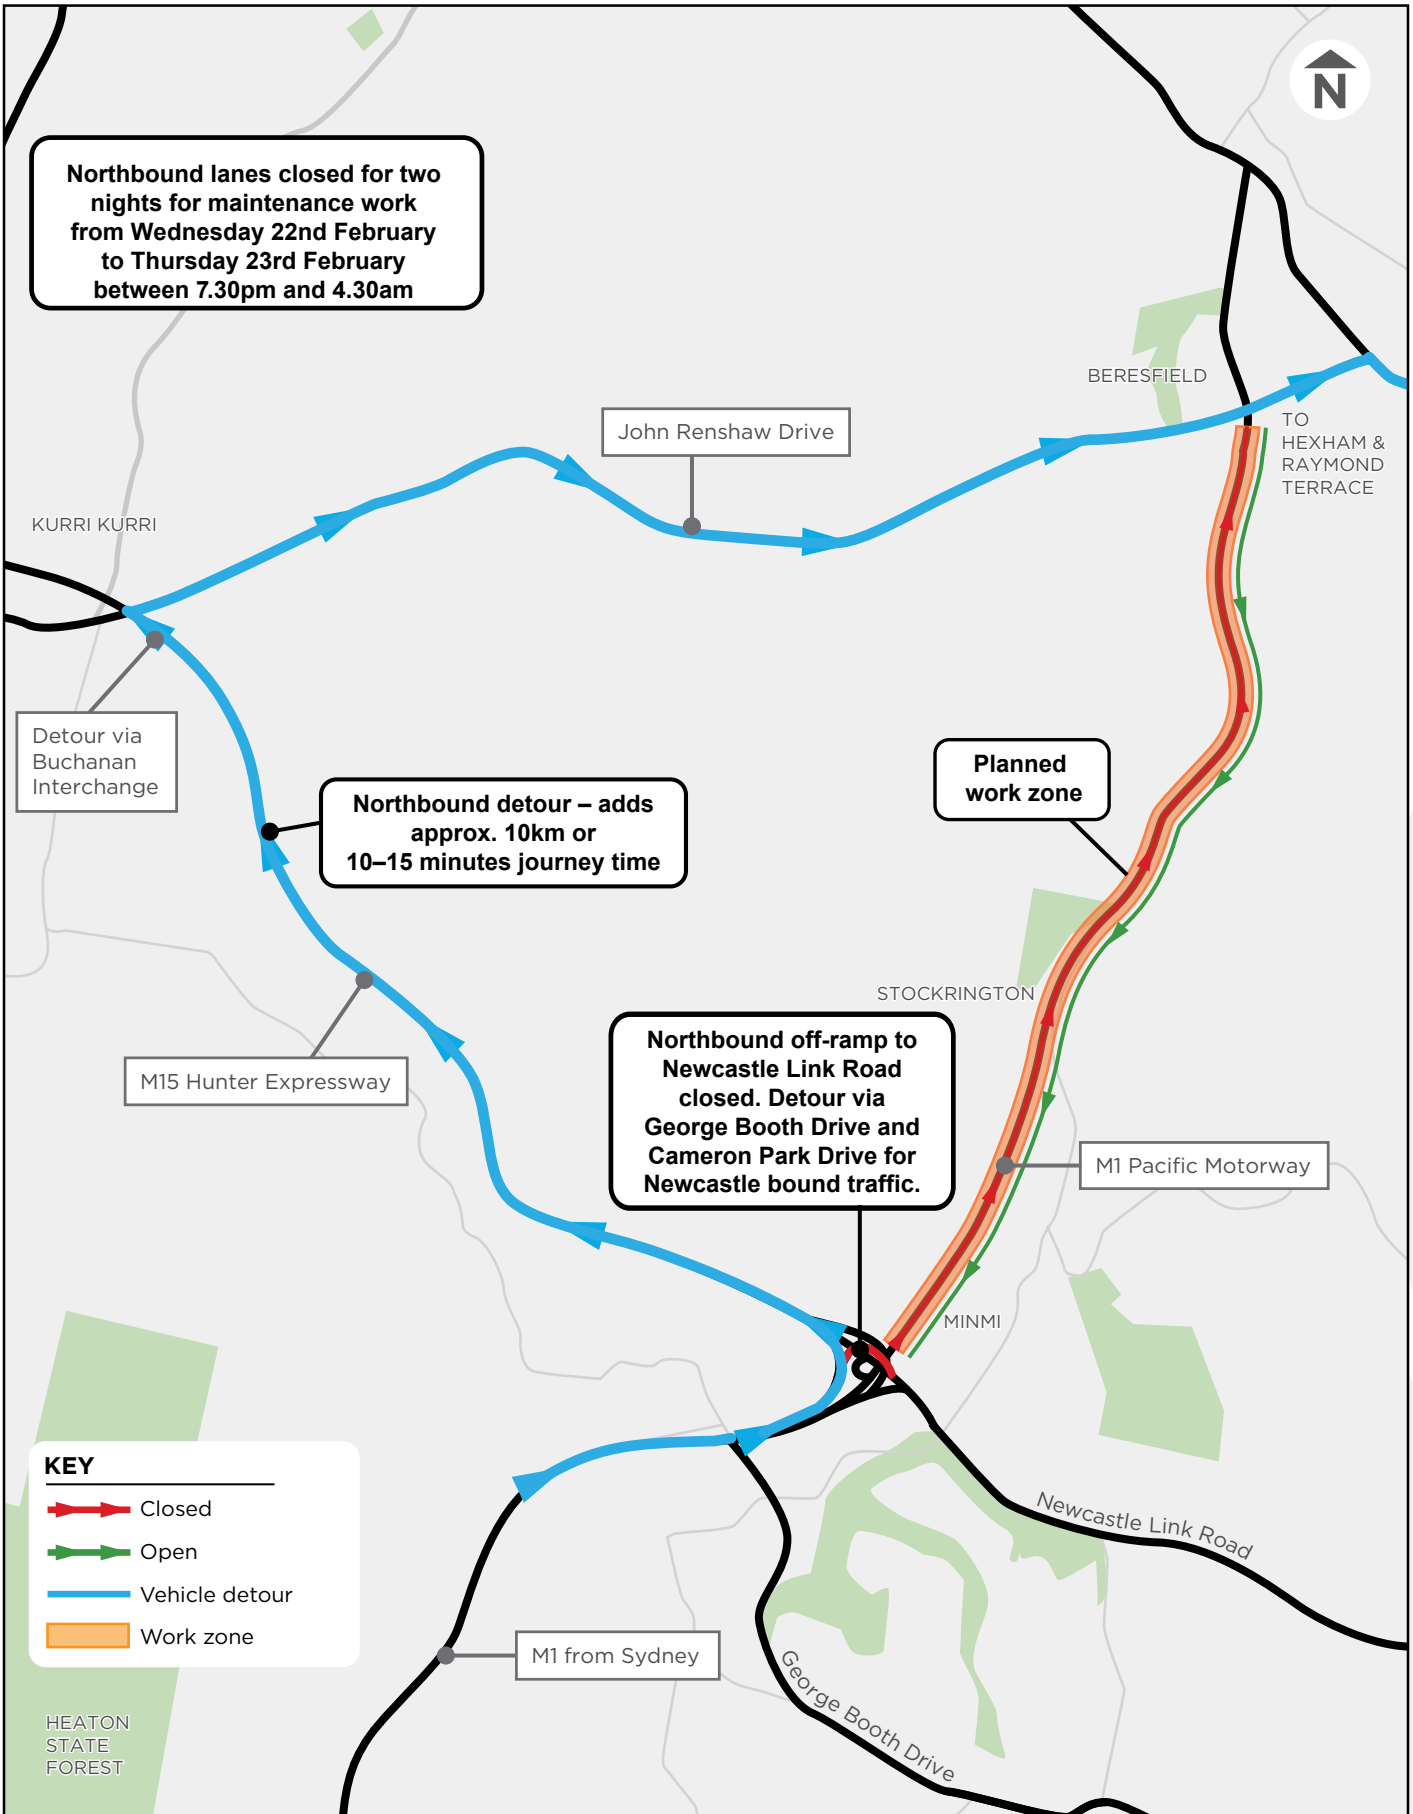 N
Northbound lanes closed for two
nights for maintenance work
from Wednesday 22nd February
to Thursday 23rd February
between 7.30pm and 4.30am
BERESFIELD
John Renshaw Drive
TO
HEXHAM &
RAYMOND
TERRACE
KURRI KURRI
Detour via
Buchanan
Interchange
Planned
work zone
Northbound detour – adds
approx. 10km or
10–15 minutes journey time
STOCKRINGTON
Northbound off-ramp to
Newcastle Link Road
closed. Detour via
George Booth Drive and
Cameron Park Drive for
Newcastle bound traffic.
M15 Hunter Expressway
M1 Pacific Motorway
MINMI
KEY
Closed
Open
Vehicle detour
Work zone
Newcastle Link Road
M1 from Sydney
George Booth Drive
HEATON
STATE
FOREST